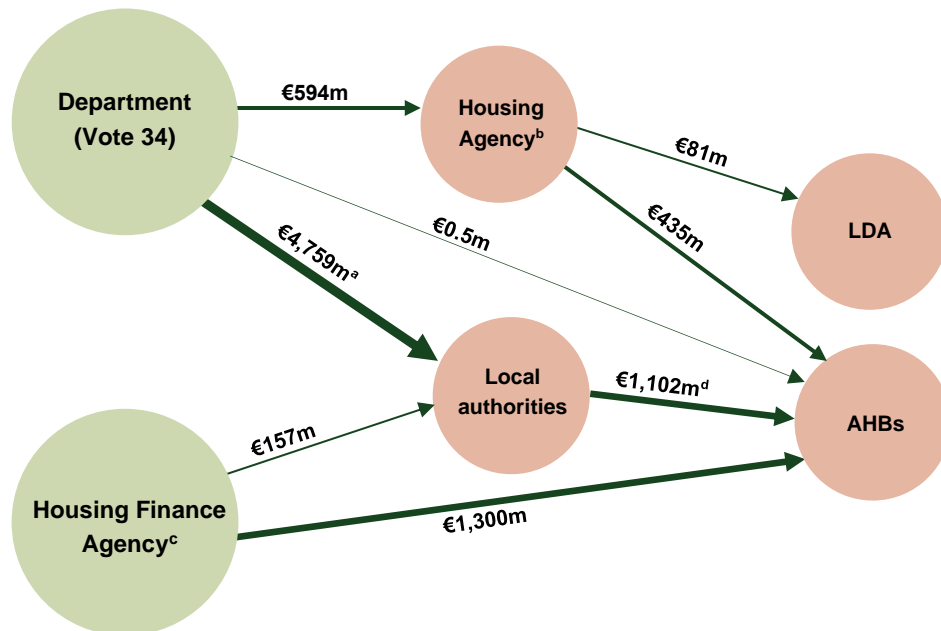 Department
(Vote 34)
€594m
Housing
Agencyᵇ
€81m
€435m
LDA
€0.5m
€4,759mᵃ
Local
authorities
€1,102mᵈ
AHBs
€157m
Housing Finance
Agencyᶜ
€1,300m